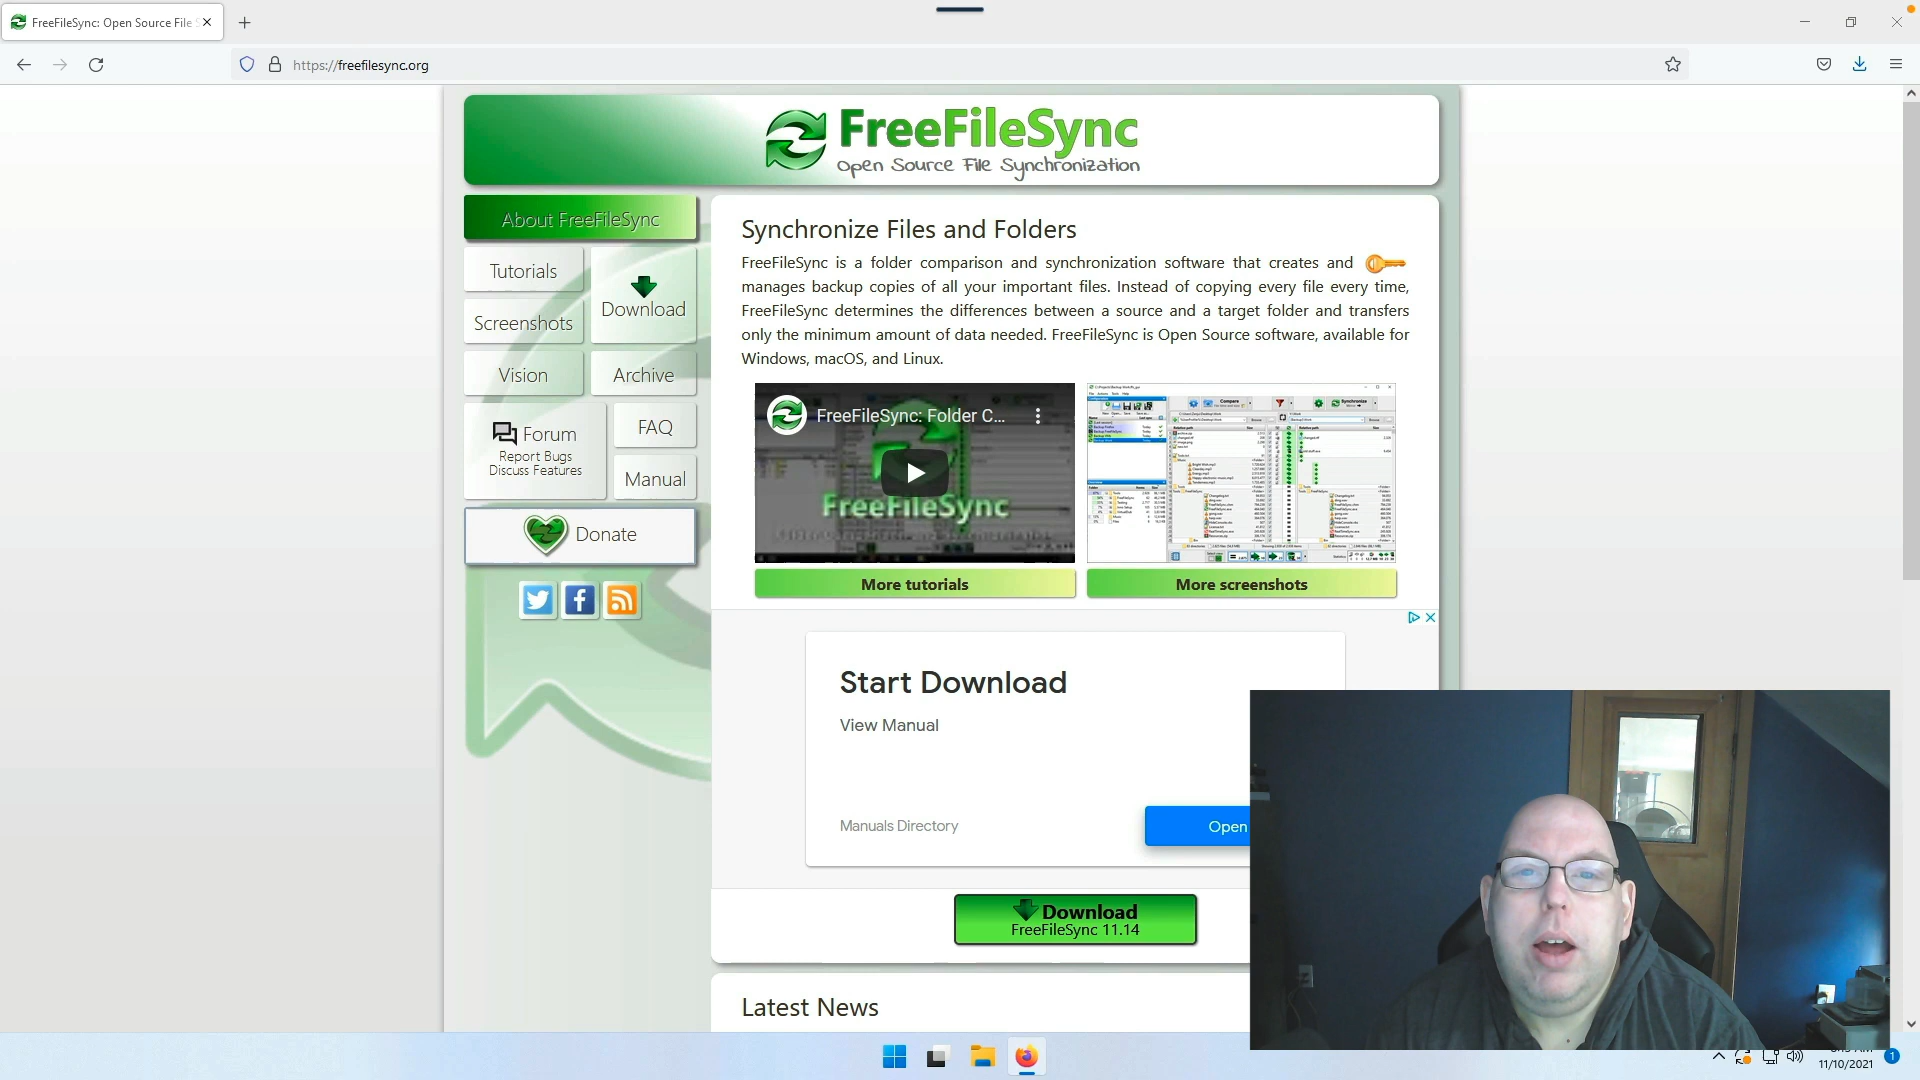 FreeFileSync: Open Source File S
https://freefilesync.org
FreeFileSync
Open Source File Synchronization
About FreeFileSync
Tutorials
Download
Screenshots
Vision
Archive
Forum
Report Bugs
Discuss Features
FAQ
Manual
Donate
Synchronize Files and Folders
FreeFileSync is a folder comparison and synchronization software that creates and
manages backup copies of all your important files. Instead of copying every file every time,
FreeFileSync determines the differences between a source and a target folder and transfers
only the minimum amount of data needed. FreeFileSync is Open Source software, available for
Windows, macOS, and Linux.
FreeFileSync: Folder C...
FreeFileSync
Compare
Synchronize
More tutorials
More screenshots
Start Download
View Manual
Manuals Directory
Open
Download
FreeFileSync 11.14
Latest News
11/10/2021
1